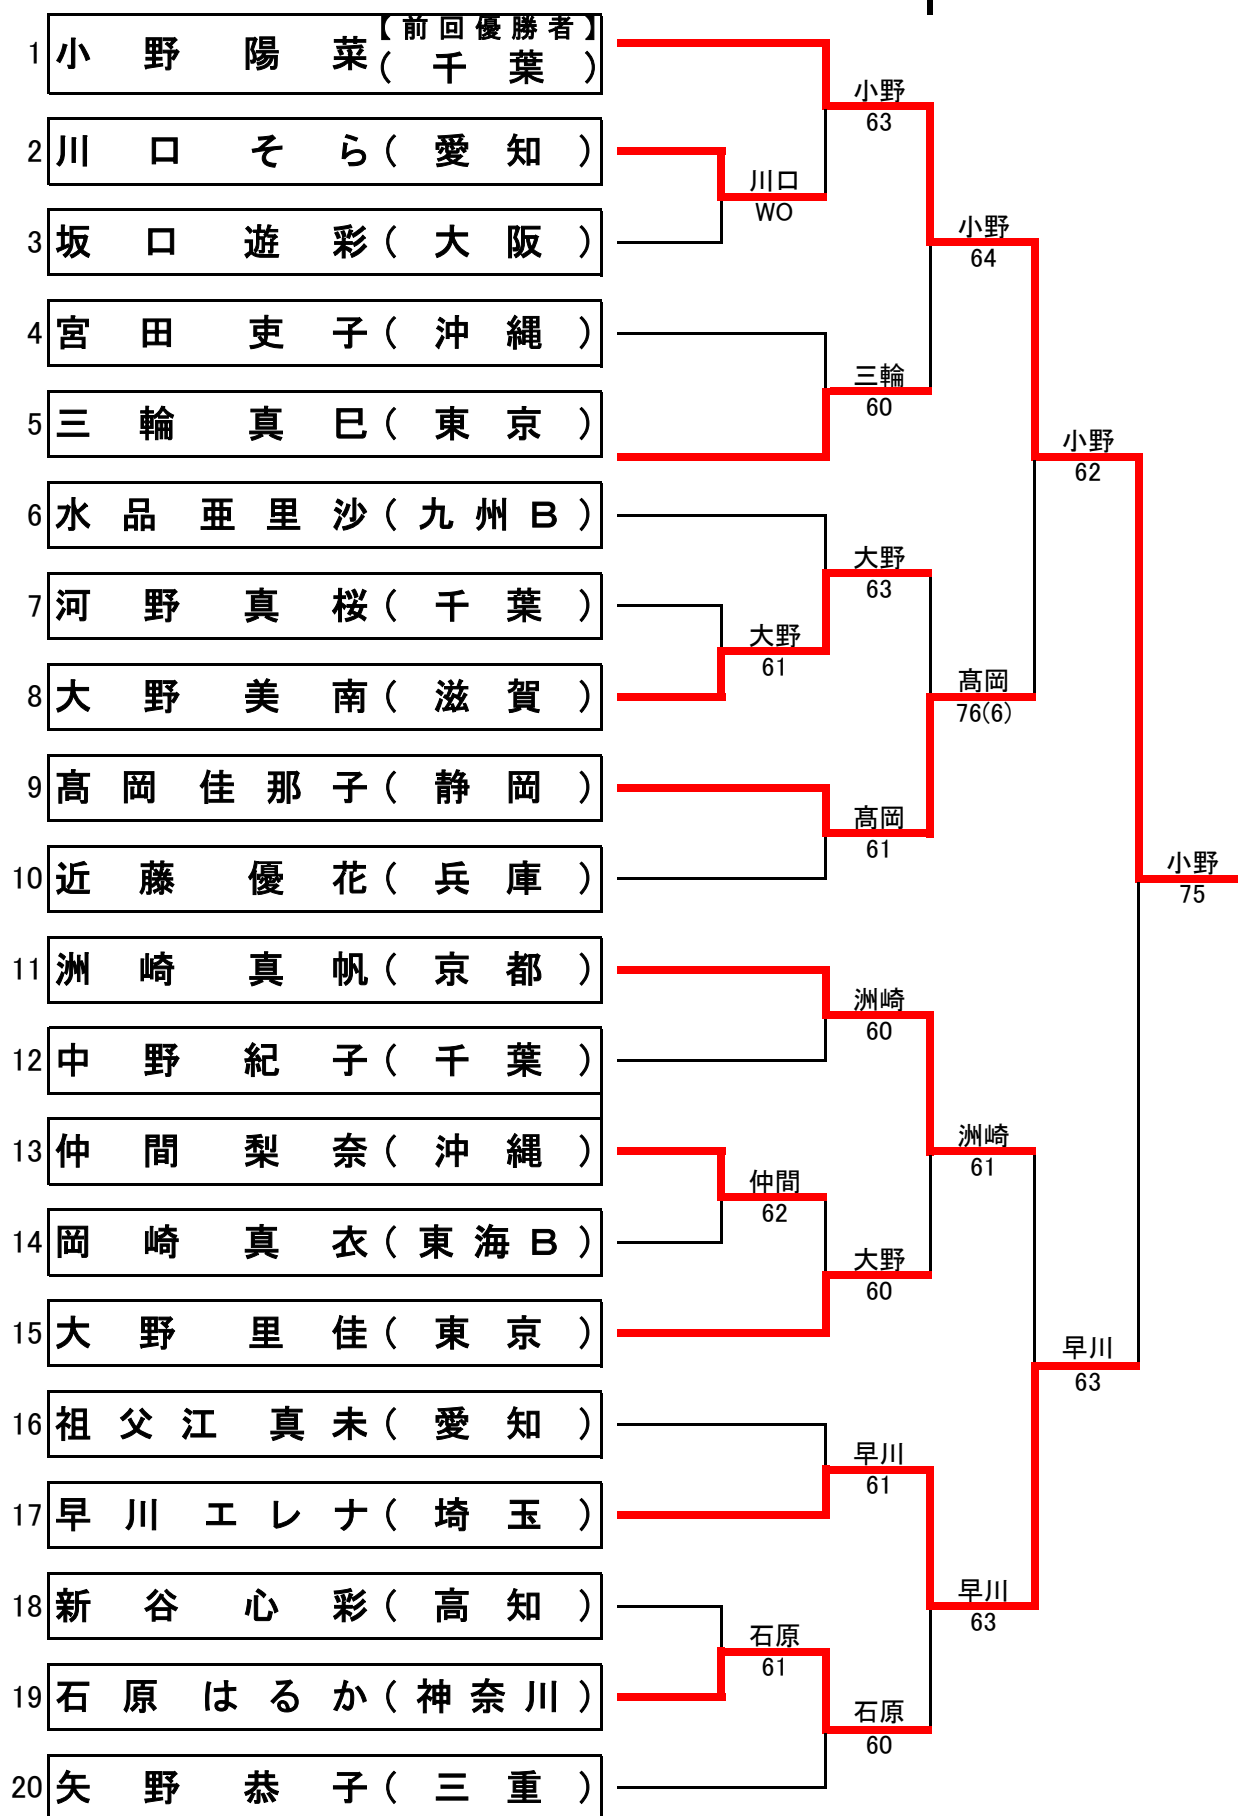 1 小野陽菜 【前回優勝者】 (千葉)
小野
63
2 川口そら(愛知)
川口
WO
3 坂口遊彩(大阪)
小野
64
4 宮田吏子(沖縄)
三輪
60
5 三輪真巳(東京)
小野
62
6 水品亜里沙(九州B)
大野
63
7 河野真桜(千葉)
大野
61
8 大野美南(滋賀)
髙岡
76(6)
9 髙岡佳那子(静岡)
髙岡
61
10 近藤優花(兵庫)
小野
75
11 洲崎真帆(京都)
洲崎
60
12 中野紀子(千葉)
13 仲間梨奈(沖縄)
洲崎
61
仲間
62
14 岡崎真衣(東海B)
大野
60
15 大野里佳(東京)
早川
63
16 祖父江真未(愛知)
早川
61
17 早川エレナ(埼玉)
18 新谷心彩(高知)
早川
63
石原
61
19 石原はるか(神奈川)
石原
60
20 矢野恭子(三重)